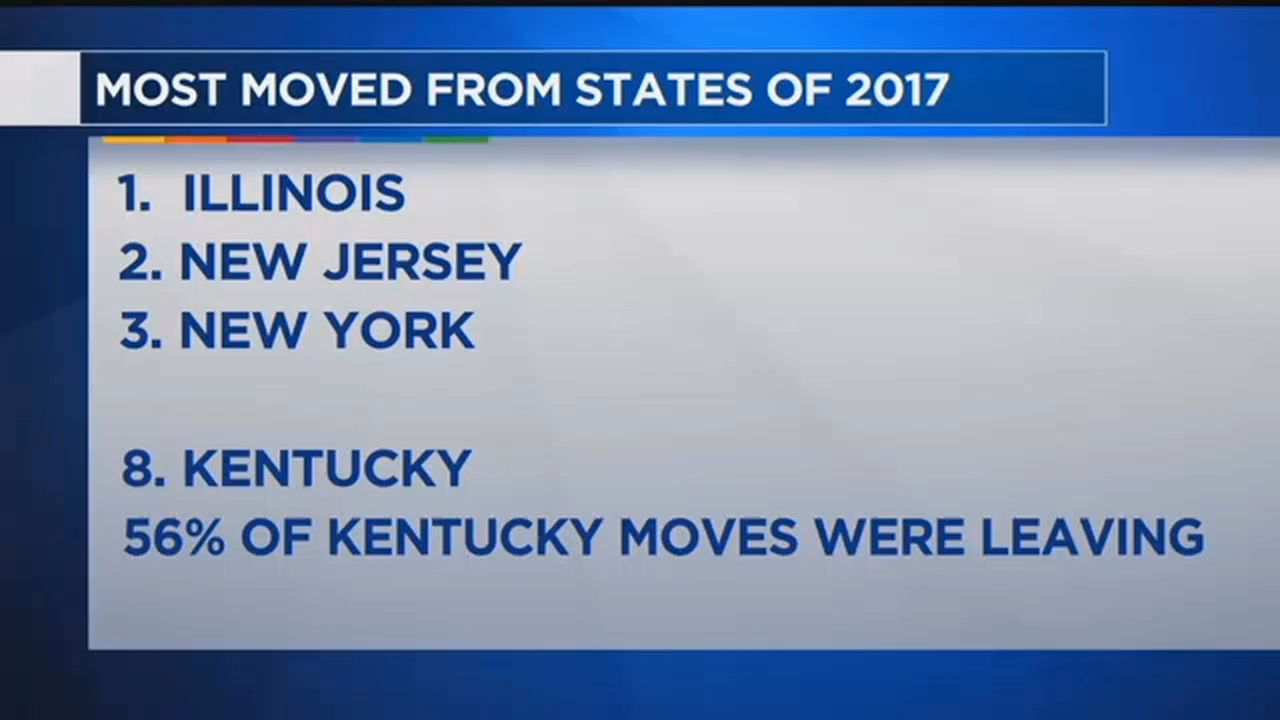 MOST MOVED FROM STATES OF 2017
1. ILLINOIS
2. NEW JERSEY
3. NEW YORK
8. KENTUCKY
56% OF KENTUCKY MOVES WERE LEAVING